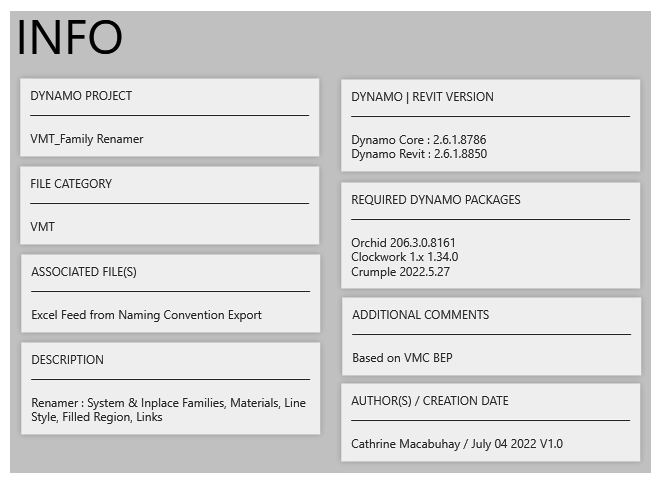 INFO
DYNAMO PROJECT
VMT_Family Renamer
FILE CATEGORY
VMT
ASSOCIATED FILE(S)
Excel Feed from Naming Convention Export
DESCRIPTION
Renamer : System & Inplace Families, Materials, Line
Style, Filled Region, Links
DYNAMO | REVIT VERSION
Dynamo Core : 2.6.1.8786
Dynamo Revit : 2.6.1.8850
REQUIRED DYNAMO PACKAGES
Orchid 206.3.0.8161
Clockwork 1.x 1.34.0
Crumple 2022.5.27
ADDITIONAL COMMENTS
Based on VMC BEP
AUTHOR(S) / CREATION DATE
Cathrine Macabuhay / July 04 2022 V1.0